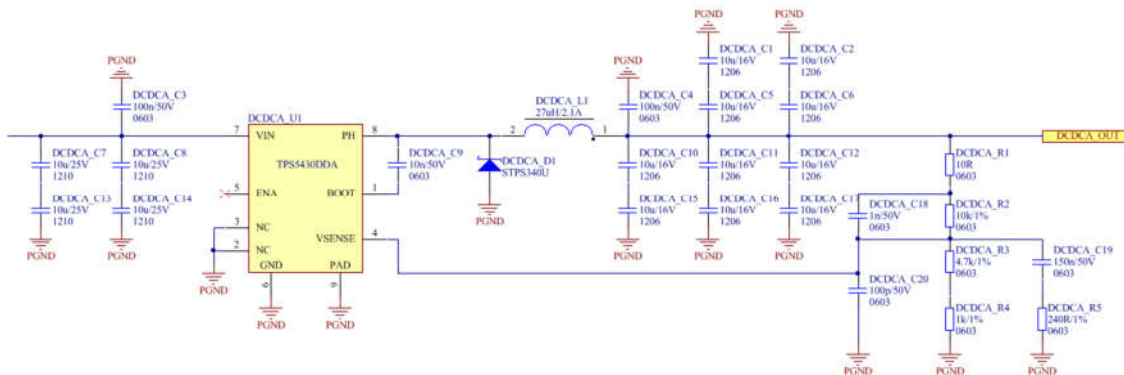 PGND
DCDCA_C3
100n/50V
0603
DCDCA_C7
10u/25V
1210
DCDCA_C8
10u/25V
1210
DCDCA_C13
10u/25V
1210
DCDCA_C14
10u/25V
1210
PGND
PGND
DCDCA_U1
TPS5430DDA
7
VIN
5
ENA
3
NC
2
NC
PH
8
BOOT
1
VSENSE
4
GND
6
PAD
9
PGND
PGND
PGND
DCDCA_C9
10n/50V
0603
DCDCA_D1
STPS340U
PGND
DCDCA_L1
27uH/2.1A
2
1
PGND
DCDCA_C4
100n/50V
0603
PGND
DCDCA_C1
10u/16V
1206
DCDCA_C5
10u/16V
1206
PGND
DCDCA_C2
10u/16V
1206
DCDCA_C6
10u/16V
1206
DCDCA_C10
10u/16V
1206
DCDCA_C15
10u/16V
1206
PGND
DCDCA_C11
10u/16V
1206
DCDCA_C16
10u/16V
1206
PGND
DCDCA_C12
10u/16V
1206
DCDCA_C17
10u/16V
1206
PGND
DCDCA_OUT
DCDCA_R1
10R
0603
DCDCA_R2
10k/1%
0603
DCDCA_C18
1n/50V
0603
DCDCA_R3
4.7k/1%
0603
DCDCA_C19
150n/50V
0603
DCDCA_C20
100p/50V
0603
DCDCA_R4
1k/1%
0603
DCDCA_R5
240R/1%
0603
PGND
PGND
PGND